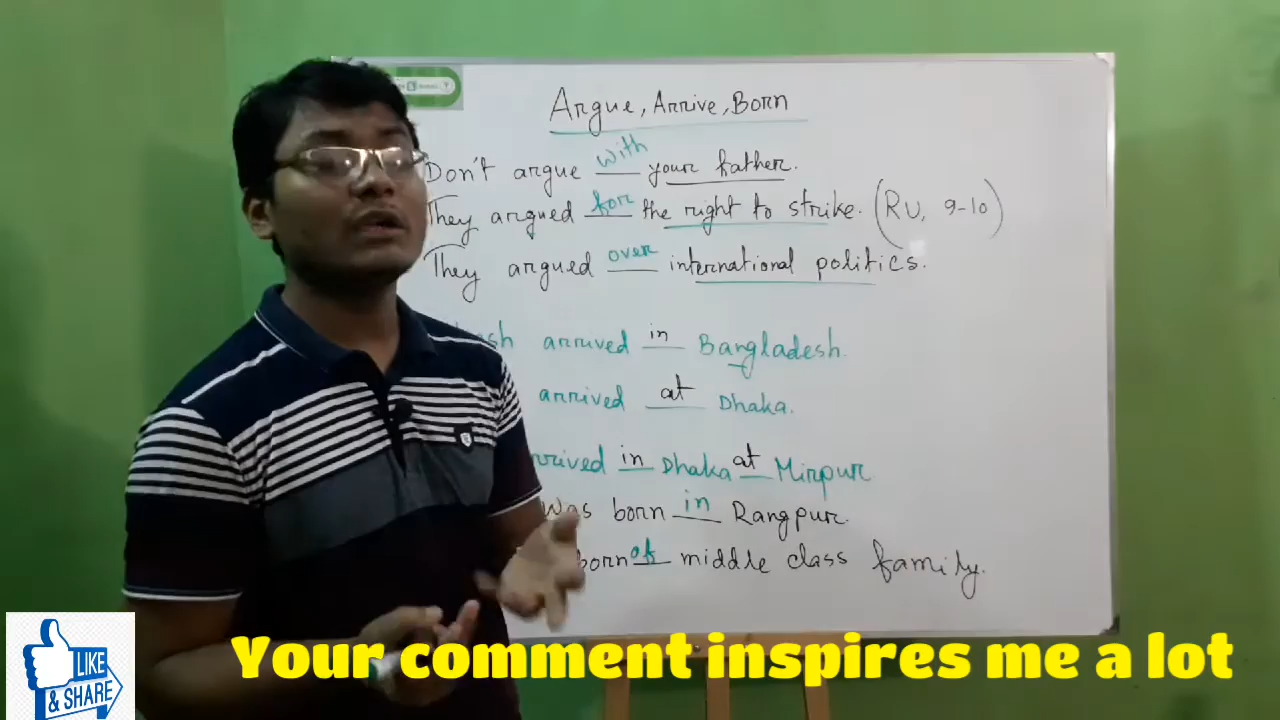 Argue, Arrive, Born
Don't argue with your father.
They argued for the right to strike. (RU, 9-10)
They argued over international politics.
arrived in Bangladesh.
arrived at Dhaka.
arrived in Dhaka at Mirpur
was born in Rangpur.
born of middle class family.
LIKE
& SHARE
Your comment inspires me a lot